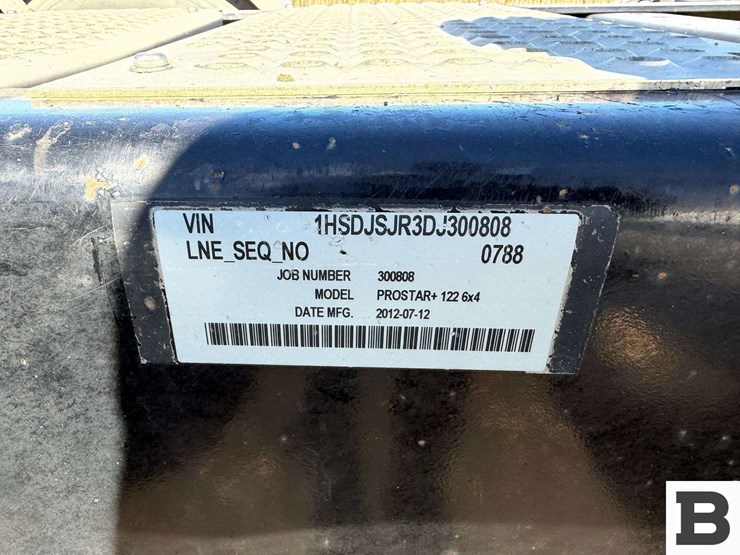 VIN 1HSDJSJR3DJ300808
LNE_SEQ_NO 0788
JOB NUMBER 300808
MODEL PROSTAR+ 122 6x4
DATE MFG. 2012-07-12
B